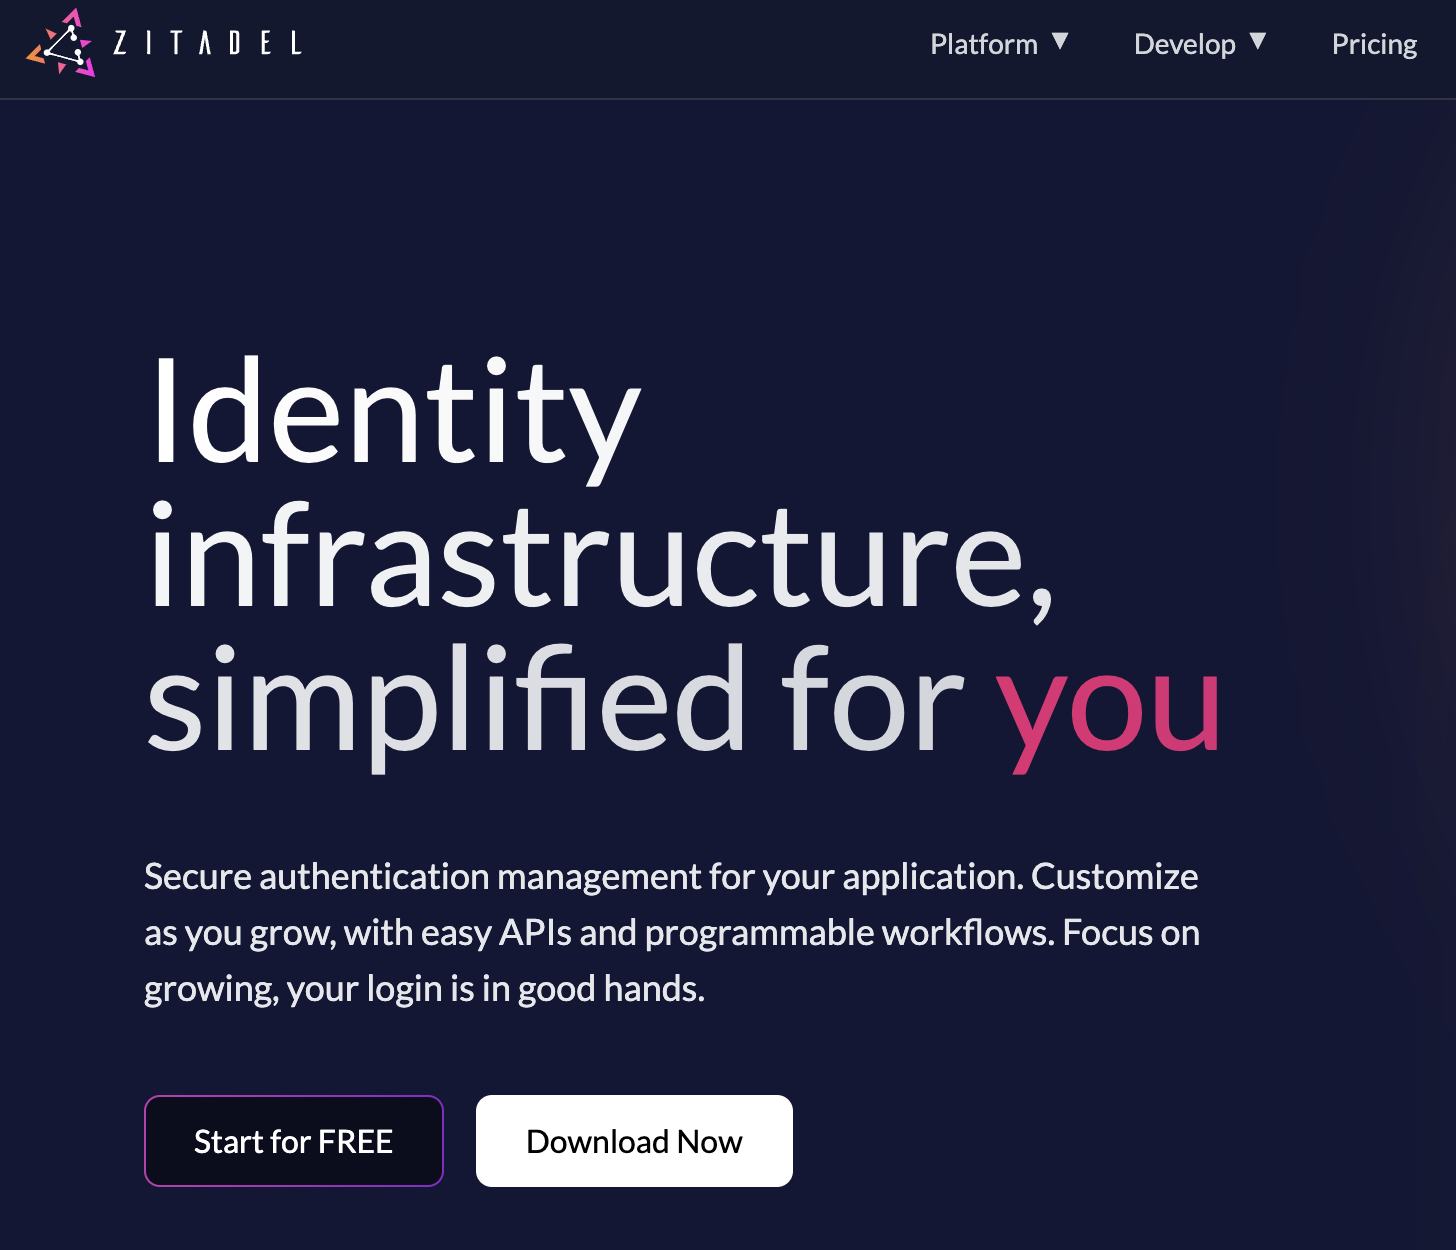 ZITADEL
Platform ▼ Develop ▼ Pricing
Identity
infrastructure,
simplified for you
Secure authentication management for your application. Customize
as you grow, with easy APIs and programmable workflows. Focus on
growing, your login is in good hands.
Start for FREE
Download Now